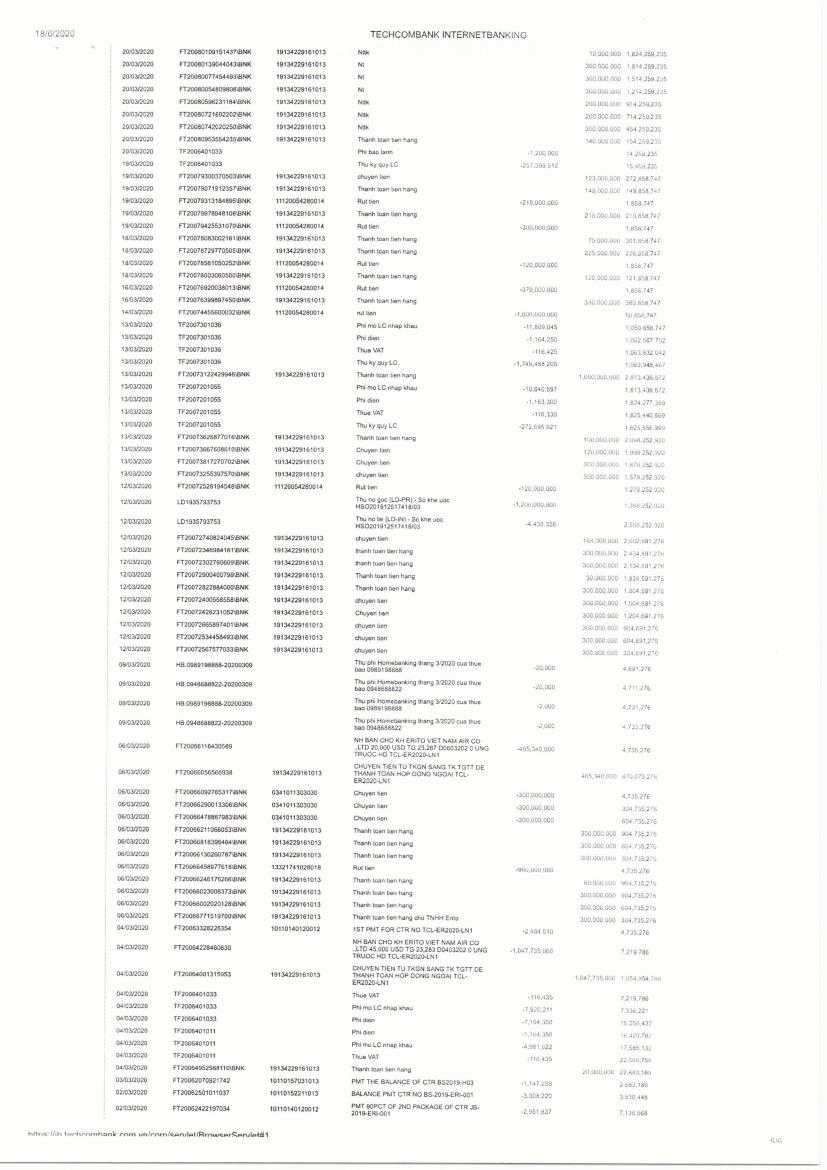 18/6/2020 TECHCOMBANK INTERNETBANKING
20/03/2020 FT20080109151437\BNK 19134229161013 Nttk 10,000,000 1,824,259,235
20/03/2020 FT20080139044043\BNK 19134229161013 Nt 300,000,000 1,814,259,235
20/03/2020 FT20080077454493\BNK 19134229161013 Nt 300,000,000 1,514,259,235
20/03/2020 FT20080054809808\BNK 19134229161013 Nt 300,000,000 1,214,259,235
20/03/2020 FT20080596231184\BNK 19134229161013 Nttk 200,000,000 914,259,235
20/03/2020 FT20080721692202\BNK 19134229161013 Nttk 260,000,000 714,259,235
20/03/2020 FT20080742020250\BNK 19134229161013 Nttk 300,000,000 454,259,235
20/03/2020 FT20080953554235\BNK 19134229161013 Thanh toan tien hang 140,000,000 154,259,235
20/03/2020 TF2006401033 Phi bao lanh -1,200,000 14,259,235
19/03/2020 TF2006401033 Thu ky quy LC -257,399,512 15,459,235
19/03/2020 FT20079300370503\BNK 19134229161013 chuyen tien 123,000,000 272,858,747
19/03/2020 FT20079071912357\BNK 19134229161013 Thanh toan tien hang 148,000,000 149,858,747
19/03/2020 FT20079313184895\BNK 11120054280014 Rut tien -218,000,000 1,858,747
19/03/2020 FT20079978948108\BNK 19134229161013 Thanh toan tien hang 218,000,000 219,858,747
19/03/2020 FT20079425531070\BNK 11120054280014 Rut tien -300,000,000 1,858,747
18/03/2020 FT20078083002161\BNK 19134229161013 Thanh toan tien hang 75,000,000 301,858,747
18/03/2020 FT20078729770505\BNK 19134229161013 Thanh toan tien hang 225,000,000 226,858,747
18/03/2020 FT20078561050252\BNK 11120054280014 Rut tien -120,000,000 1,858,747
18/03/2020 FT20078003060500\BNK 19134229161013 Thanh toan tien hang 120,000,000 121,858,747
16/03/2020 FT20076920038013\BNK 11120054280014 Rut tien -379,000,000 1,858,747
16/03/2020 FT20076399897450\BNK 19134229161013 Thanh toan tien hang 330,000,000 380,858,747
14/03/2020 FT20074455600032\BNK 11120054280014 rut tien -1,000,000,000 50,858,747
13/03/2020 TF2007301036 Phi mo LC nhap khau -11,809,045 1,050,858,747
13/03/2020 TF2007301036 Phi dien -1,164,250 1,062,667,792
13/03/2020 TF2007301036 Thue VAT -116,425 1,063,832,042
13/03/2020 TF2007301036 Thu ky quy LC -1,749,488,205 1,063,948,467
13/03/2020 FT20073122429946\BNK 19134229161013 Thanh toan tien hang 1,000,000,000 2,813,436,672
13/03/2020 TF2007201055 Phi mo LC nhap khau -10,840,697 1,813,436,672
13/03/2020 TF2007201055 Phi dien -1,163,300 1,824,277,369
13/03/2020 TF2007201055 Thue VAT -116,330 1,825,440,669
13/03/2020 TF2007201055 Thu ky quy LC -272,695,921 1,825,556,999
13/03/2020 FT20073626877016\BNK 19134229161013 Thanh toan tien hang 100,000,000 2,098,252,920
13/03/2020 FT20073667608610\BNK 19134229161013 Chuyen tien 120,000,000 1,998,252,920
13/03/2020 FT20073817270702\BNK 19134229161013 Chuyen tien 300,000,000 1,878,252,920
13/03/2020 FT20073255397570\BNK 19134229161013 chuyen tien 300,000,000 1,578,252,920
12/03/2020 FT20072526194548\BNK 11120054280014 Rut tien -120,000,000 1,278,252,920
12/03/2020 LD1935793753 Thu no goc (LD-PR) - So khe uoc -1,200,000,000 1,398,252,920
HSO201912517418/03
12/03/2020 LD1935793753 Thu no lai (LD-IN) - So khe uoc -4,438,356 2,598,252,920
HSO201912517418/03
12/03/2020 FT20072740824045\BNK 19134229161013 chuyen tien 168,000,000 2,602,691,276
12/03/2020 FT20072346984161\BNK 19134229161013 thanh toan tien hang 300,000,000 2,434,691,276
12/03/2020 FT20072302760609\BNK 19134229161013 thanh toan tien hang 300,000,000 2,134,691,276
12/03/2020 FT20072900400799\BNK 19134229161013 Thanh toan tien hang 30,000,000 1,834,691,276
12/03/2020 FT20072822884000\BNK 19134229161013 Thanh toan tien hang 300,000,000 1,804,691,276
12/03/2020 FT20072400558558\BNK 19134229161013 chuyen tien 300,000,000 1,504,691,276
12/03/2020 FT20072426231052\BNK 19134229161013 Chuyen tien 300,000,000 1,204,691,276
12/03/2020 FT20072665897401\BNK 19134229161013 chuyen tien 300,000,000 904,691,276
12/03/2020 FT20072534458493\BNK 19134229161013 chuyen tien 300,000,000 604,691,276
12/03/2020 FT20072567577033\BNK 19134229161013 chuyen tien 300,000,000 304,691,276
09/03/2020 HB.0989198888-20200309 Thu phi Homebanking thang 3/2020 cua thue -20,000 4,691,276
bao 0989198888
09/03/2020 HB.0948688822-20200309 Thu phi Homebanking thang 3/2020 cua thue -20,000 4,711,276
bao 0948688822
09/03/2020 HB.0989198888-20200309 Thu phi Homebanking thang 3/2020 cua thue -2,000 4,731,276
bao 0989198888
09/03/2020 HB.0948688822-20200309 Thu phi Homebanking thang 3/2020 cua thue -2,000 4,733,276
bao 0948688822
06/03/2020 FT20066116430589 NH BAN CHO KH ERITO VIET NAM AIR CO -465,340,000 4,735,276
.,LTD 20,000 USD TG 23,267 D0603202 0 UNG
TRUOC HD TCL-ER2020-LN1
06/03/2020 FT20066056566938 19134229161013 CHUYEN TIEN TU TKGN SANG TK TGTT DE 465,340,000 470,075,276
THANH TOAN HOP DONG NGOAI TCL-
ER2020-LN1
06/03/2020 FT20066092765317\BNK 0341011303030 Chuyen tien -300,000,000 4,735,276
06/03/2020 FT20066290013306\BNK 0341011303030 Chuyen tien -300,000,000 304,735,276
06/03/2020 FT20066478867983\BNK 0341011303030 Chuyen tien -300,000,000 604,735,276
06/03/2020 FT20066211066053\BNK 19134229161013 Thanh toan tien hang 300,000,000 904,735,276
06/03/2020 FT20066818396464\BNK 19134229161013 Thanh toan tien hang 300,000,000 604,735,276
06/03/2020 FT20066130260787\BNK 19134229161013 Thanh toan tien hang 300,000,000 304,735,276
06/03/2020 FT20066458977618\BNK 13321741028018 Rut tien -960,000,000 4,735,276
06/03/2020 FT20066246176266\BNK 19134229161013 Thanh toan tien hang 60,000,000 964,735,276
06/03/2020 FT20066023008373\BNK 19134229161013 Thanh toan tien hang 300,000,000 904,735,276
06/03/2020 FT20066002020128\BNK 19134229161013 Thanh toan tien hang 300,000,000 604,735,276
06/03/2020 FT20066771519700\BNK 19134229161013 Thanh toan tien hang cho TNHH Erito 300,000,000 304,735,276
04/03/2020 FT20063328226354 10110140120012 1ST PMT FOR CTR NO TCL-ER2020-LN1 -2,484,510 4,735,276
04/03/2020 FT20064228460630 NH BAN CHO KH ERITO VIET NAM AIR CO -1,047,735,000 7,219,786
.,LTD 45,000 USD TG 23,283 D0403202 0 UNG
TRUOC HD TCL-ER2020-LN1
04/03/2020 FT20064001315953 19134229161013 CHUYEN TIEN TU TKGN SANG TK TGTT DE 1,047,735,000 1,054,954,786
THANH TOAN HOP DONG NGOAI TCL-
ER2020-LN1
04/03/2020 TF2006401033 Thue VAT -116,435 7,219,786
04/03/2020 TF2006401033 Phi mo LC nhap khau -7,920,211 7,336,221
04/03/2020 TF2006401033 Phi dien -1,164,350 15,256,432
04/03/2020 TF2006401011 Phi dien -1,164,350 16,420,782
04/03/2020 TF2006401011 Phi mo LC nhap khau -4,981,622 17,585,132
04/03/2020 TF2006401011 Thue VAT -116,435 22,566,754
04/03/2020 FT20064952568110\BNK 19134229161013 Thanh toan tien hang 20,000,000 22,683,189
03/03/2020 FT20062070921742 10110157031013 PMT THE BALANCE OF CTR BS2019-H03 -1,147,259 2,683,189
02/03/2020 FT20062501011037 10110152211013 BALANCE PMT CTR NO BS-2019-ERI-001 -3,308,220 3,830,448
02/03/2020 FT20062422197034 10110140120012 PMT 90PCT OF 2ND PACKAGE OF CTR JB- -2,951,837 7,138,668
2019-ERI-001
https://ib.techcombank.com.vn/corp/servlet/BrowserServlet#1 5/6